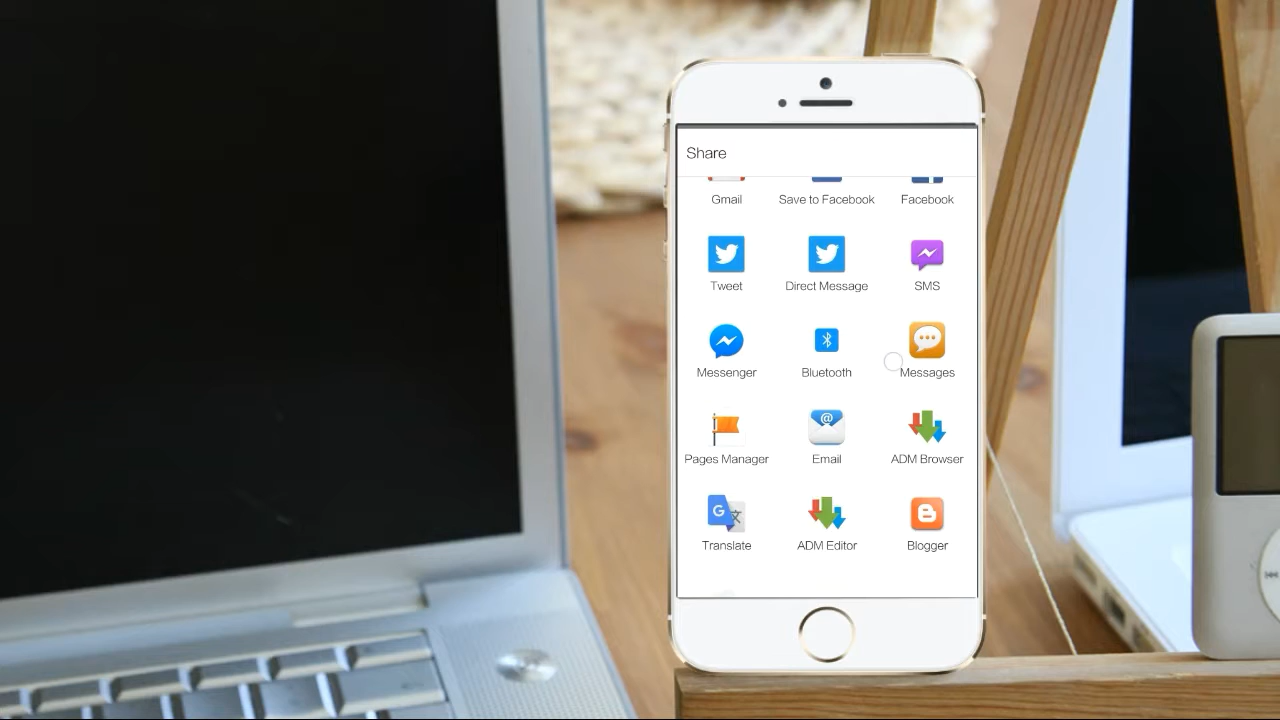 Share
Gmail Save to Facebook Facebook
Tweet Direct Message SMS
Messenger Bluetooth Messages
Pages Manager Email ADM Browser
Translate ADM Editor Blogger